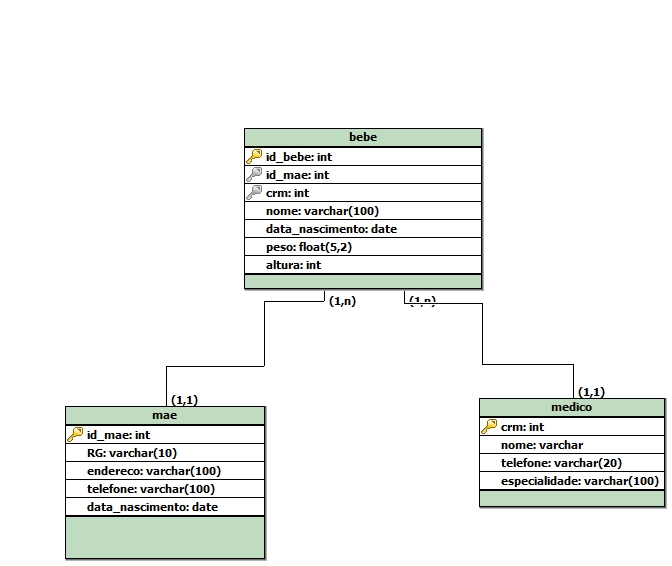 bebe
id_bebe: int
id_mae: int
crm: int
nome: varchar(100)
data_nascimento: date
peso: float(5,2)
altura: int
(1,n)
(1,n)
(1,1)
mae
id_mae: int
RG: varchar(10)
endereco: varchar(100)
telefone: varchar(100)
data_nascimento: date
(1,1)
medico
crm: int
nome: varchar
telefone: varchar(20)
especialidade: varchar(100)